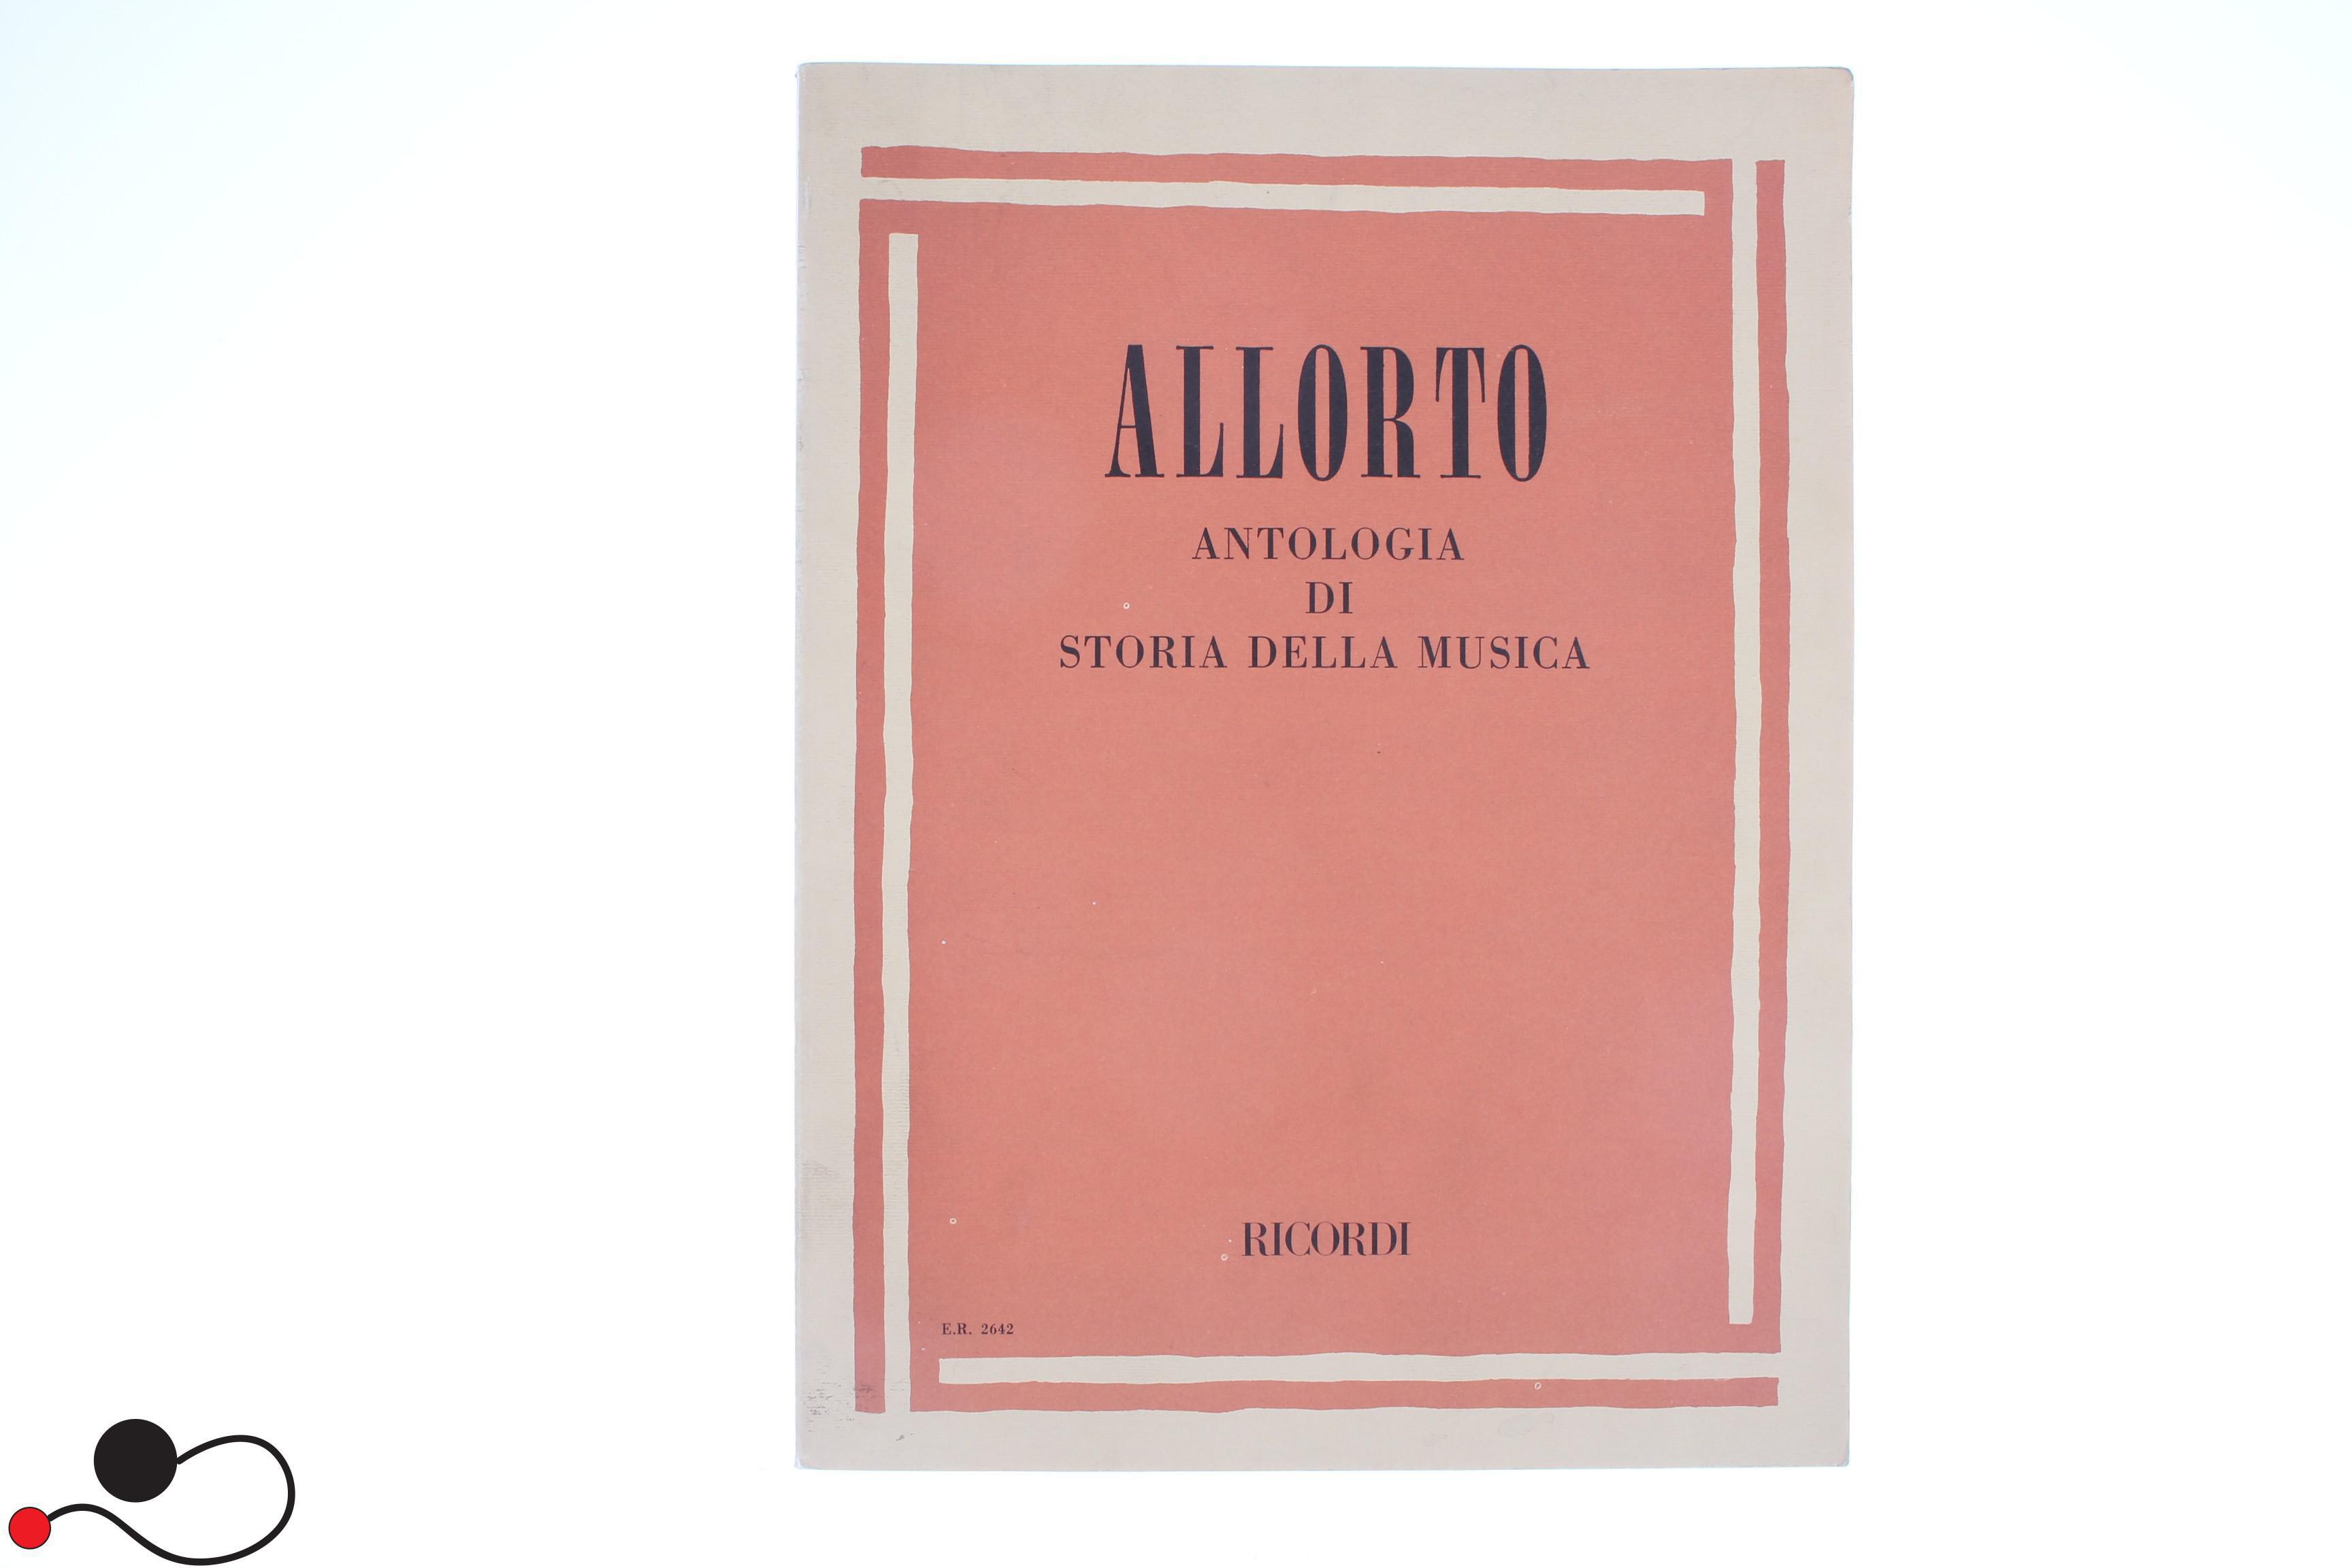 ALLORTO
ANTOLOGIA
DI
STORIA DELLA MUSICA
RICORDI
E.R. 2642